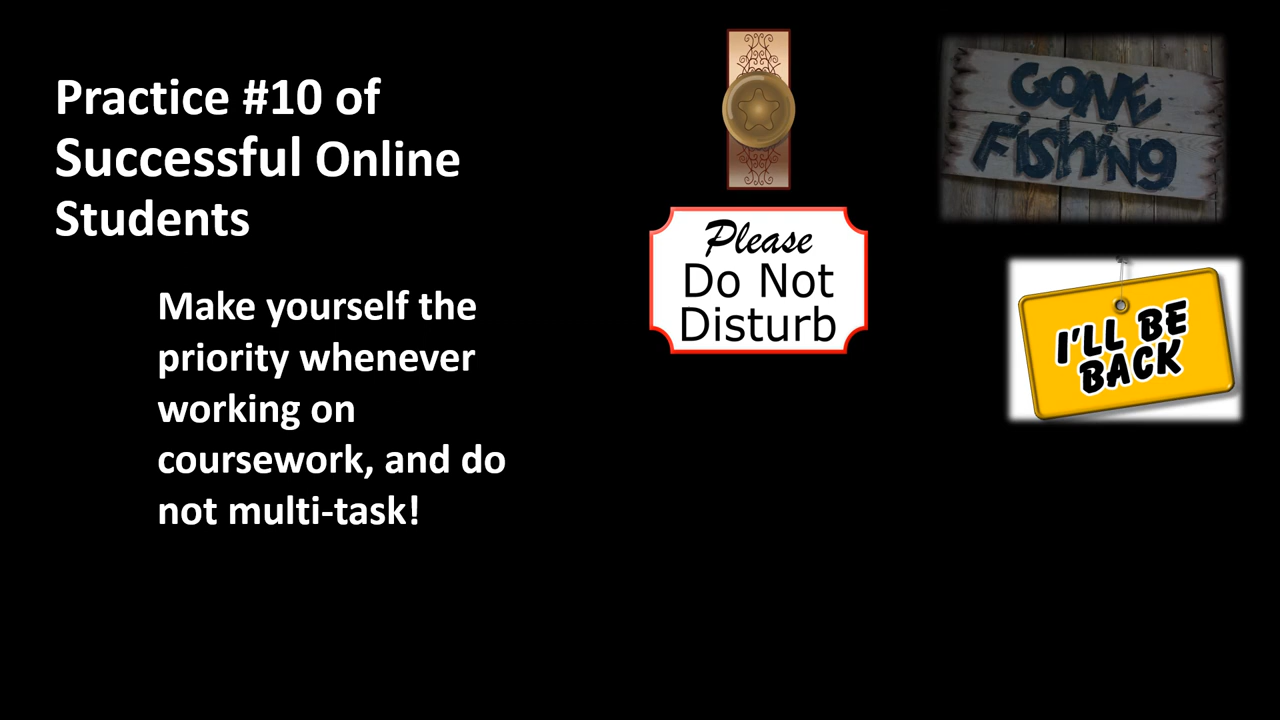 Practice #10 of
Successful Online
Students
Make yourself the
priority whenever
working on
coursework, and do
not multi-task!
Please
Do Not
Disturb
GONE
Fishing
I'LL BE
BACK